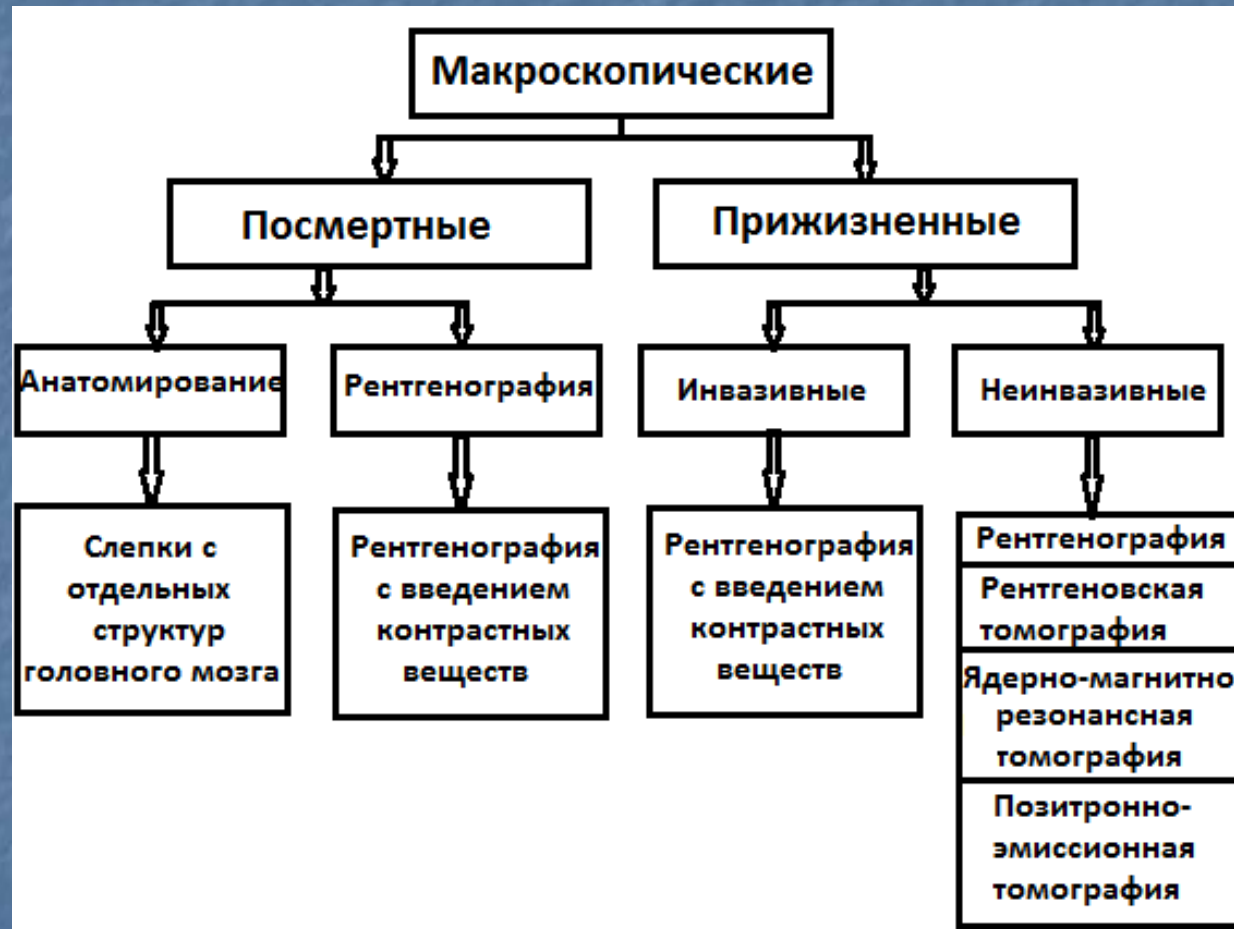 Макроскопические
Посмертные
Прижизненные
Анатомирование
Рентгенография
Инвазивные
Неинвазивные
Слепки с
отдельных
структур
головного мозга
Рентгенография
с введением
контрастных
веществ
Рентгенография
с введением
контрастных
веществ
Рентгенография
Рентгеновская
томография
Ядерно-магнитно
резонансная
томография
Позитронно-
эмиссионная
томография